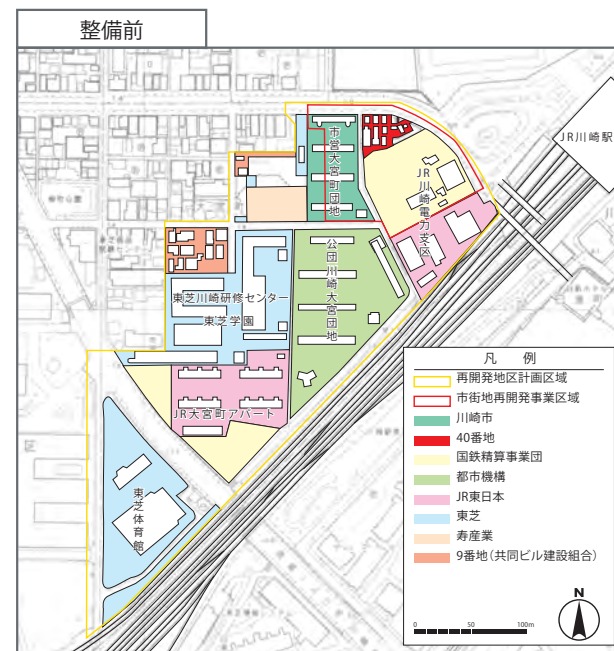 整備前
JR川崎駅
市営大宮町団地
JR川崎電力支区
公団川崎大宮団地
東芝川崎研修センター
東芝学園
JR大宮町アパート
東芝体育館
凡 例
再開発地区計画区域
市街地再開発事業区域
川崎市
40番地
国鉄精算事業団
都市機構
JR東日本
東芝
寿産業
9番地(共同ビル建設組合)
N
0 50 100m